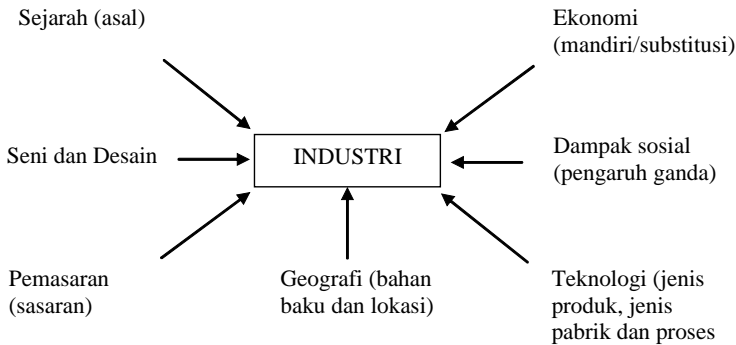 Sejarah (asal)
Ekonomi
(mandiri/substitusi)
Seni dan Desain
INDUSTRI
Dampak sosial
(pengaruh ganda)
Pemasaran
(sasaran)
Geografi (bahan
baku dan lokasi)
Teknologi (jenis
produk, jenis
pabrik dan proses